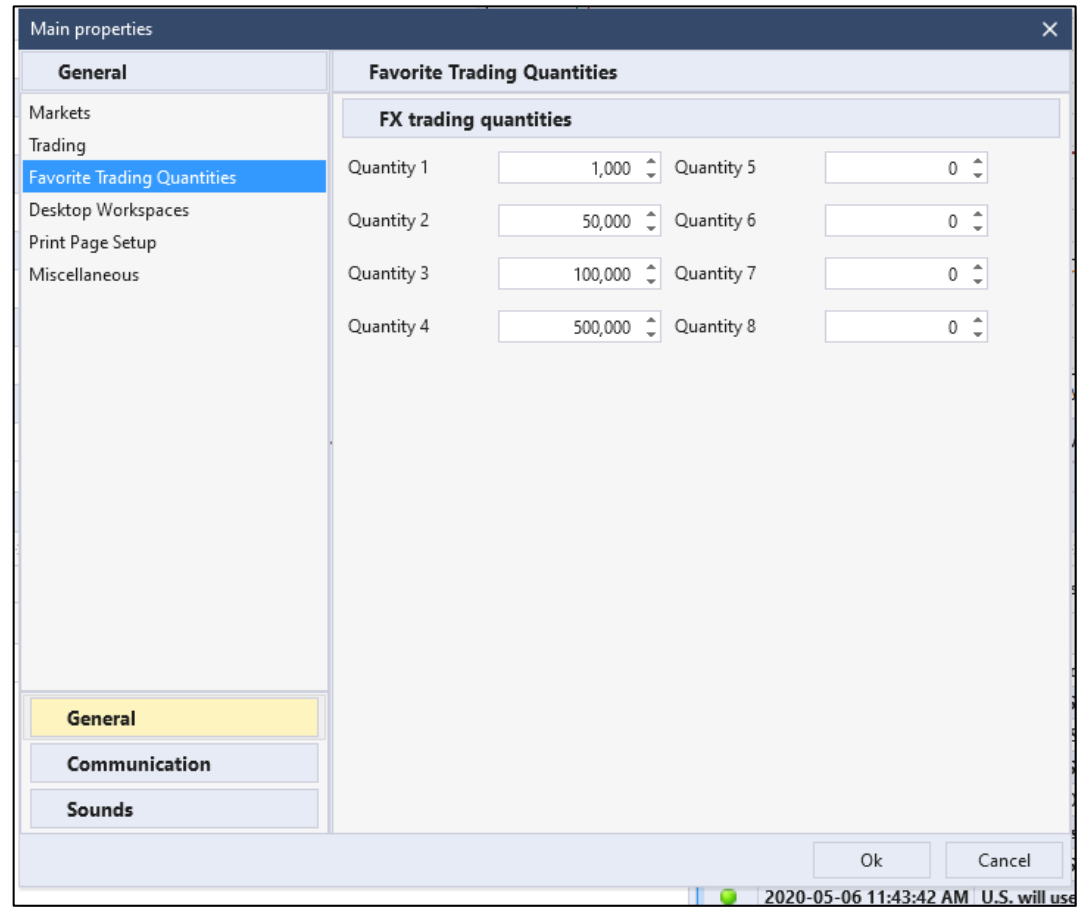 Main properties
General
Favorite Trading Quantities
Markets
Trading
Favorite Trading Quantities
Desktop Workspaces
Print Page Setup
Miscellaneous
FX trading quantities
Quantity 1 1,000 Quantity 5 0
Quantity 2 50,000 Quantity 6 0
Quantity 3 100,000 Quantity 7 0
Quantity 4 500,000 Quantity 8 0
General
Communication
Sounds
Ok Cancel
2020-05-06 11:43:42 AM U.S. will use